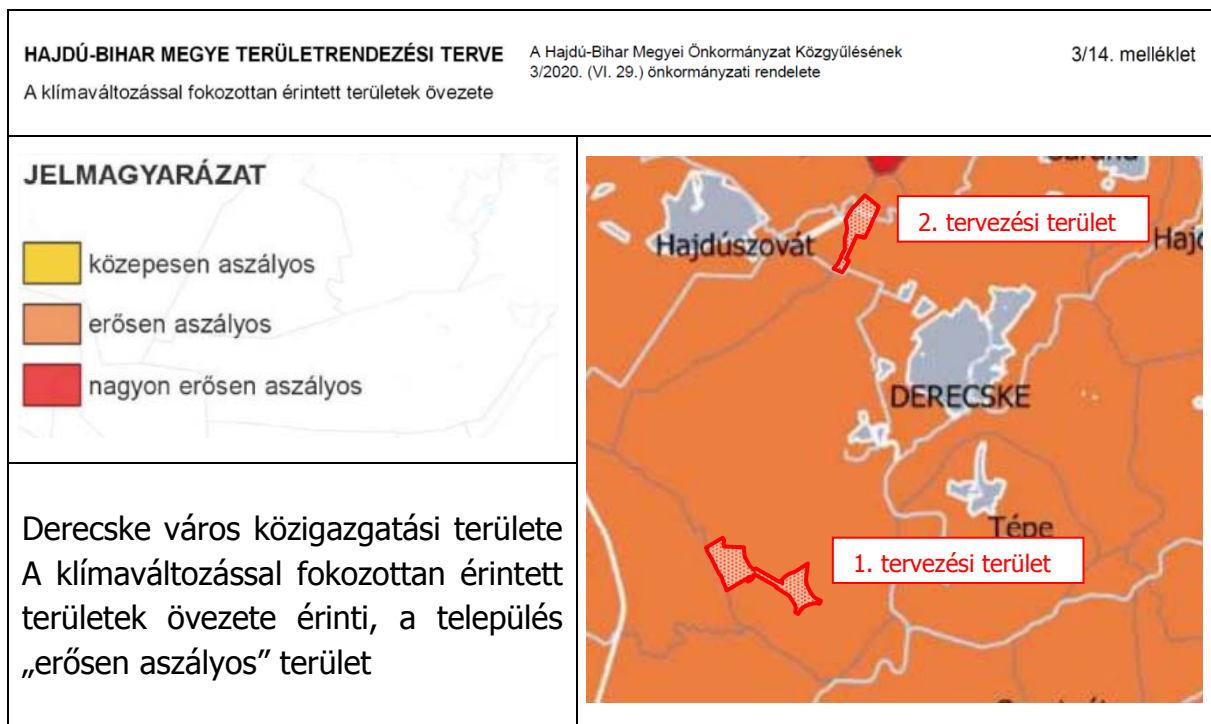 HAJDÚ-BIHAR MEGYE TERÜLETRENDEZÉSI TERVE
A klímaváltozással fokozottan érintett területek övezete
A Hajdú-Bihar Megyei Önkormányzat Közgyűlésének
3/2020. (VI. 29.) önkormányzati rendelete
3/14. melléklet
JELMAGYARÁZAT
közepesen aszályos
erősen aszályos
nagyon erősen aszályos
Derecske város közigazgatási területe
A klímaváltozással fokozottan érintett
területek övezete érinti, a település
„erősen aszályos” terület
2. tervezési terület
Hajdúszovát
DERECSKE
Tépe
1. tervezési terület